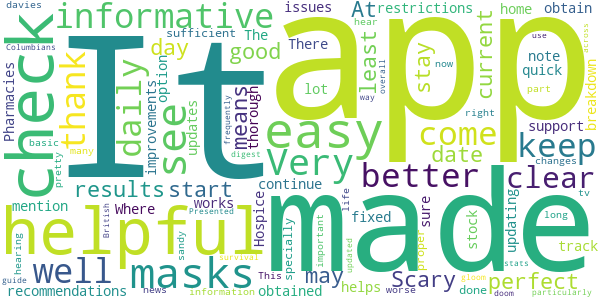 davies
Columbians
informative
issues
At
restrictions
home
obtain
hear
sufficient
The
There
day
option
good
least
stay
current
note
quick
breakdown
across
use
now
check
It
app
Pharmacies
thank
daily
see
improvements
updates
frequently
means
thorough
lot
overall
way
part
right
support
basic
pretty
many
digest
easy
come
keep
Very
date
changes
tv
results
start
continue
better
clear
mention
Where
works
Hospice
fixed
life
sure
stock
updating
long
track
helpful
made
British
Presented
sandy
specially
important
updated
proper
stats
hearing
well
masks
survival
This
may
Scary
gloom
perfect
guide
recommendations
news
information
obtained
helps
worse
done
doom
particularly